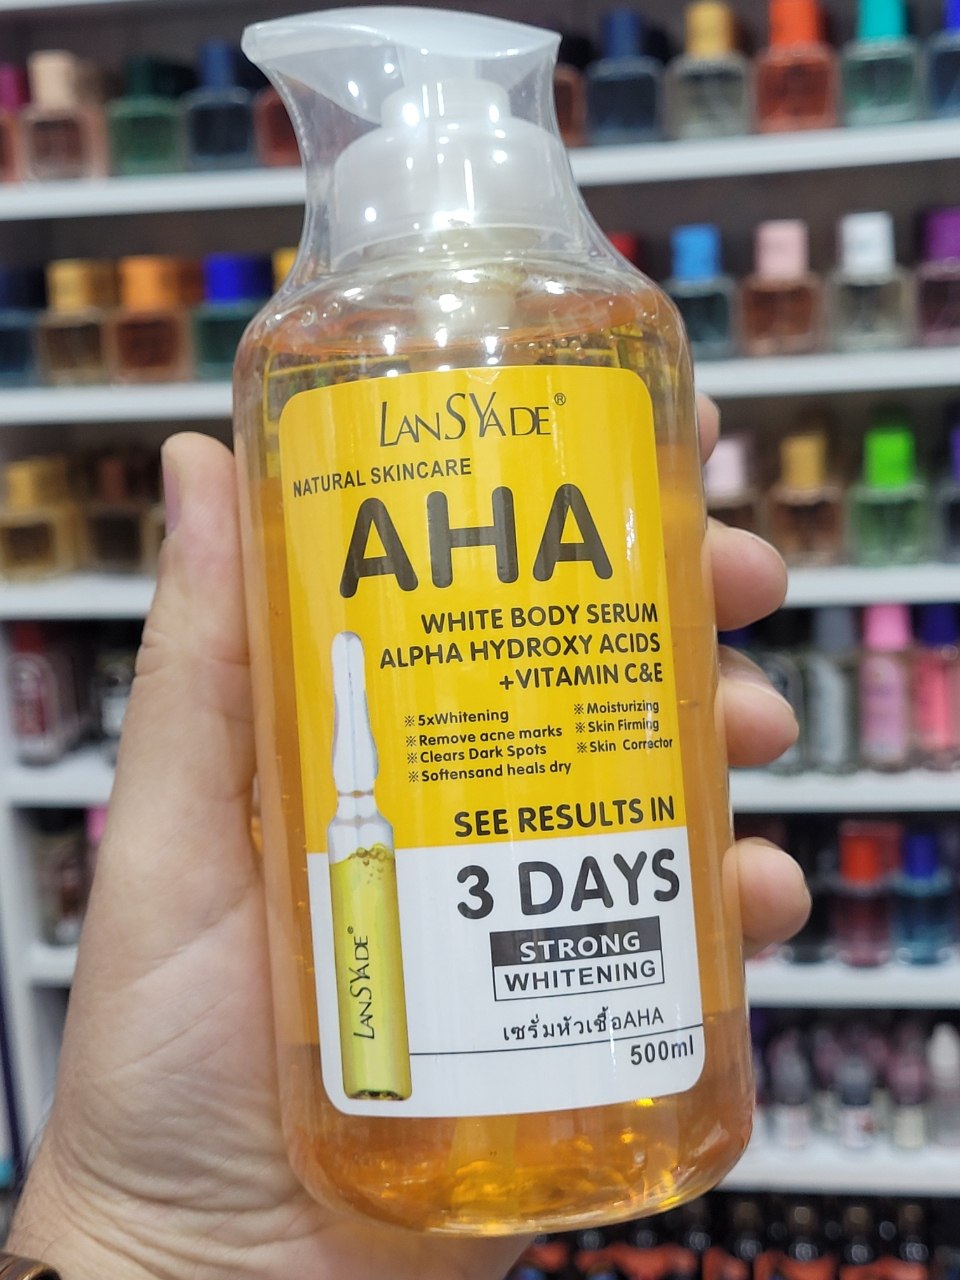 LANSYADE®
NATURAL SKINCARE
AHA
WHITE BODY SERUM
ALPHA HYDROXY ACIDS
+VITAMIN C&E
※5xWhitening
※Remove acne marks
※Clears Dark Spots
※Softensand heals dry
※Moisturizing
※Skin Firming
※Skin Corrector
SEE RESULTS IN
3 DAYS
STRONG
WHITENING
เซรั่มหัวเชื้อAHA
500ml
LANSYADE®